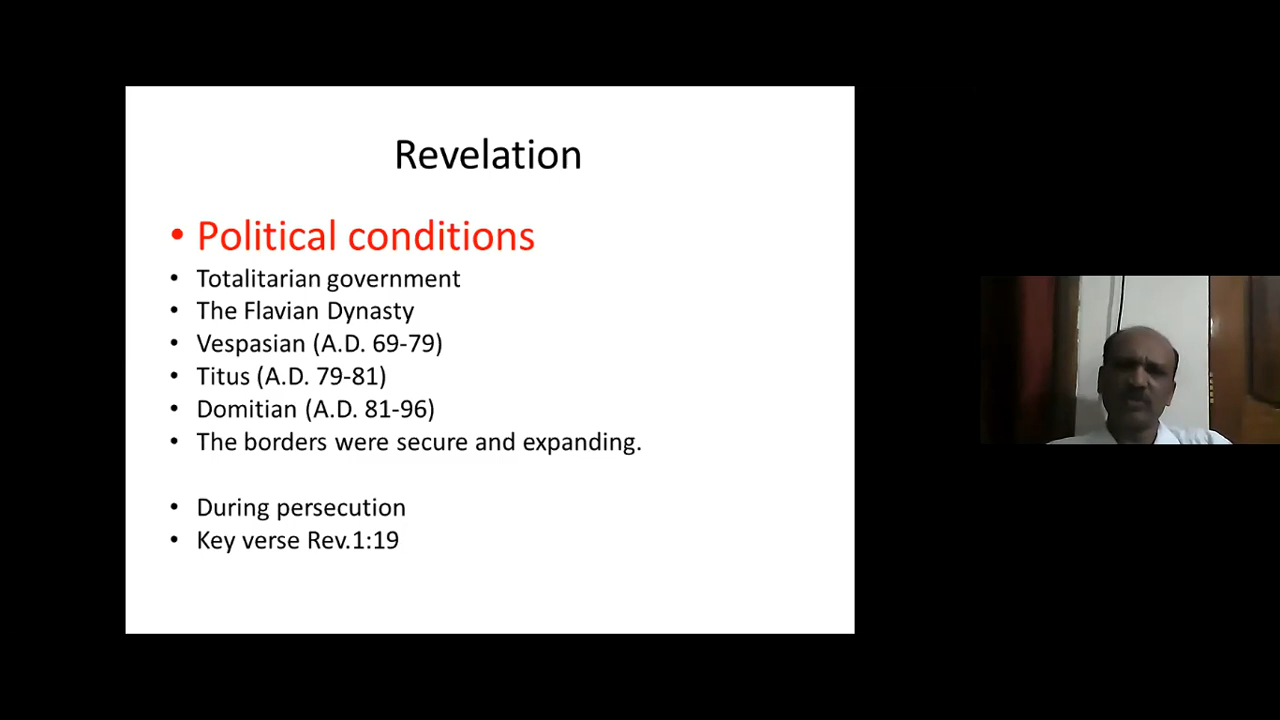 Revelation
• Political conditions
• Totalitarian government
• The Flavian Dynasty
• Vespasian (A.D. 69-79)
• Titus (A.D. 79-81)
• Domitian (A.D. 81-96)
• The borders were secure and expanding.
• During persecution
• Key verse Rev.1:19